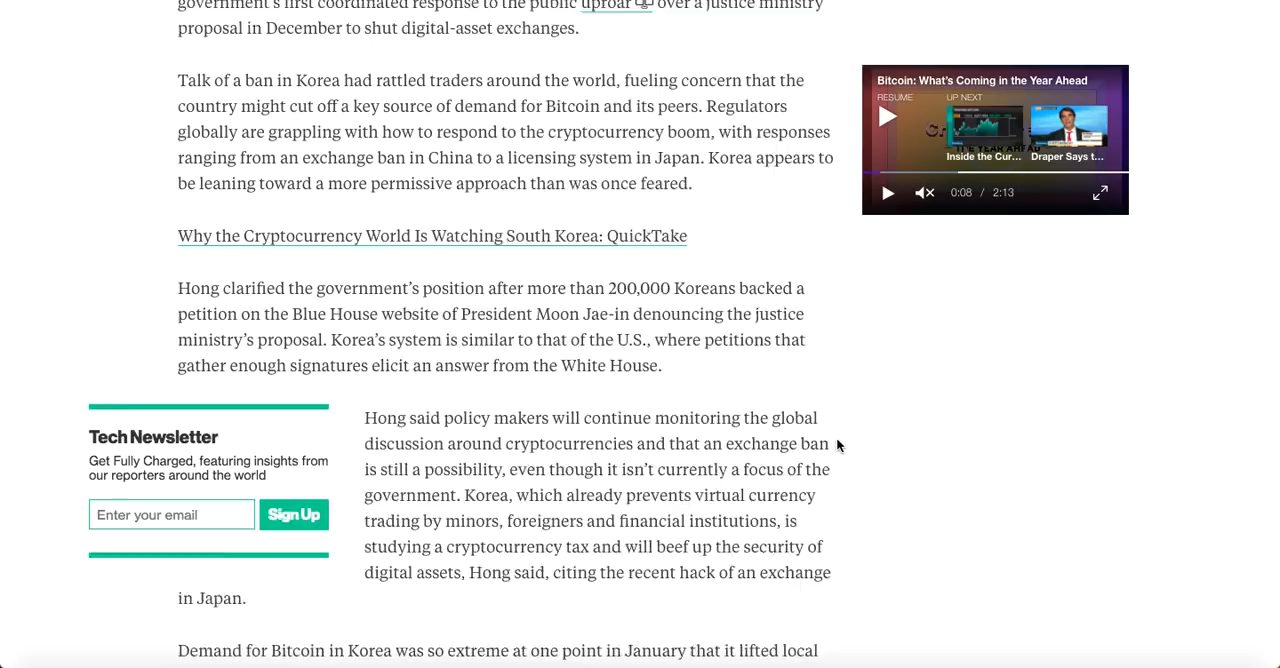 government's first coordinated response to the public uproar over a justice ministry
proposal in December to shut digital-asset exchanges.
Talk of a ban in Korea had rattled traders around the world, fueling concern that the
country might cut off a key source of demand for Bitcoin and its peers. Regulators
globally are grappling with how to respond to the cryptocurrency boom, with responses
ranging from an exchange ban in China to a licensing system in Japan. Korea appears to
be leaning toward a more permissive approach than was once feared.
Bitcoin: What's Coming in the Year Ahead
RESUME UP NEXT
THE YEAR AHEAD
Inside the Cur... Draper Says t...
0:08 / 2:13
Why the Cryptocurrency World Is Watching South Korea: QuickTake
Hong clarified the government's position after more than 200,000 Koreans backed a
petition on the Blue House website of President Moon Jae-in denouncing the justice
ministry's proposal. Korea's system is similar to that of the U.S., where petitions that
gather enough signatures elicit an answer from the White House.
Tech Newsletter
Get Fully Charged, featuring insights from
our reporters around the world
Enter your email Sign Up
Hong said policy makers will continue monitoring the global
discussion around cryptocurrencies and that an exchange ban
is still a possibility, even though it isn't currently a focus of the
government. Korea, which already prevents virtual currency
trading by minors, foreigners and financial institutions, is
studying a cryptocurrency tax and will beef up the security of
digital assets, Hong said, citing the recent hack of an exchange
in Japan.
Demand for Bitcoin in Korea was so extreme at one point in January that it lifted local